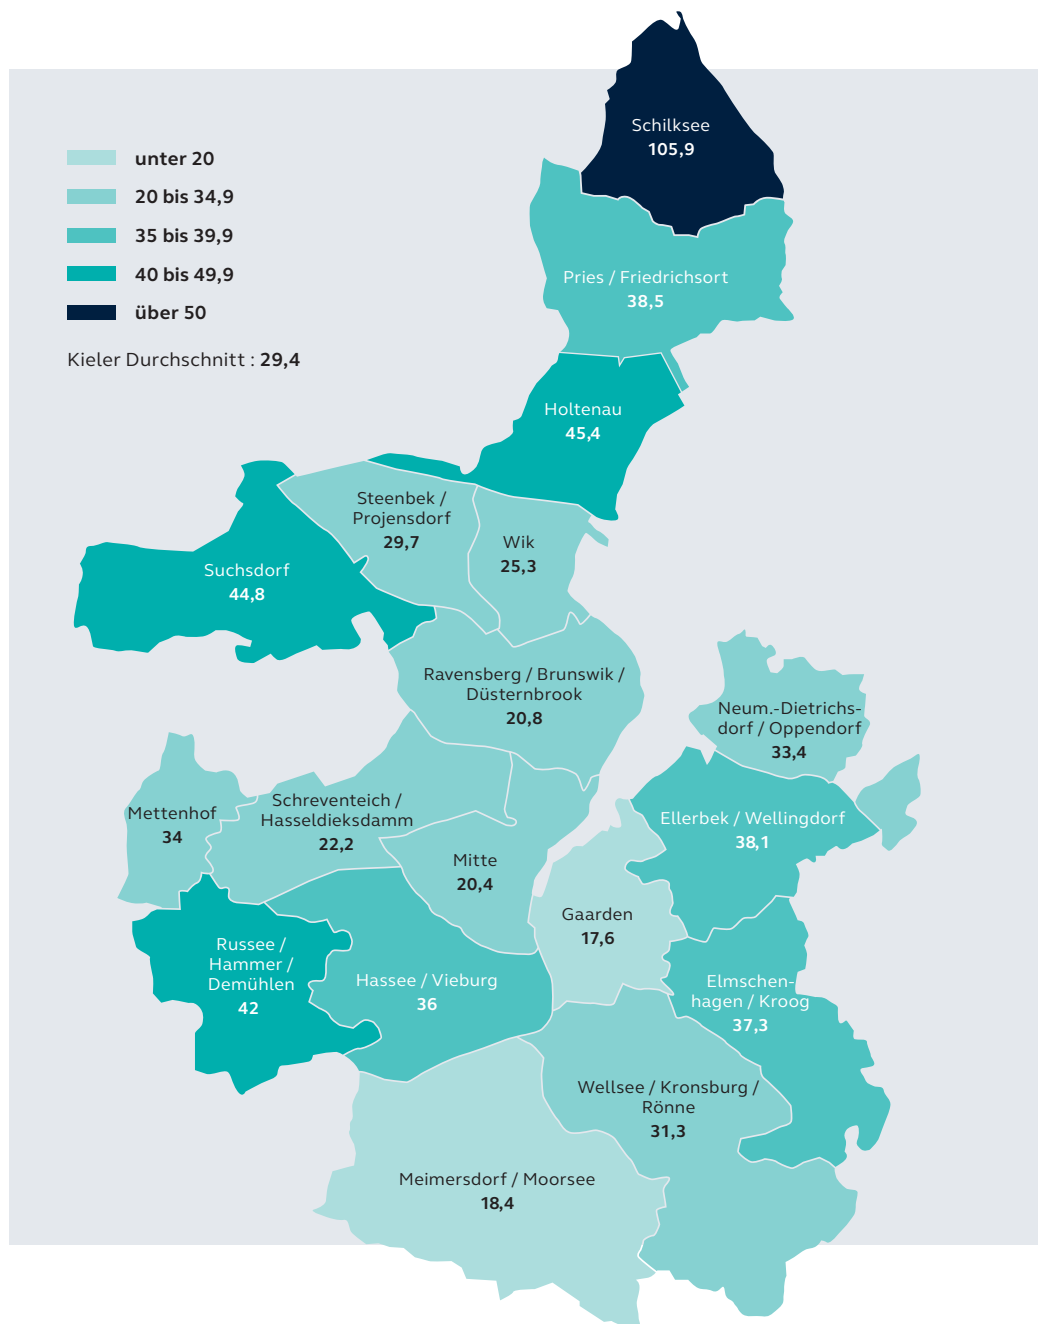 unter 20
20 bis 34,9
35 bis 39,9
40 bis 49,9
über 50
Kieler Durchschnitt : 29,4
Schilksee
105,9
Pries / Friedrichsort
38,5
Holtenau
45,4
Steenbek /
Projensdorf
29,7
Wik
25,3
Suchsdorf
44,8
Ravensberg / Brunswik /
Düsternbrook
20,8
Neum.-Dietrichs-
dorf / Oppendorf
33,4
Mettenhof
34
Schreventeich /
Hasseldieksdamm
22,2
Ellerbek / Wellingdorf
38,1
Mitte
20,4
Gaarden
17,6
Russee /
Hammer /
Demühlen
42
Hassee / Vieburg
36
Elmschen-
hagen / Kroog
37,3
Wellsee / Kronsburg /
Rönne
31,3
Meimersdorf / Moorsee
18,4